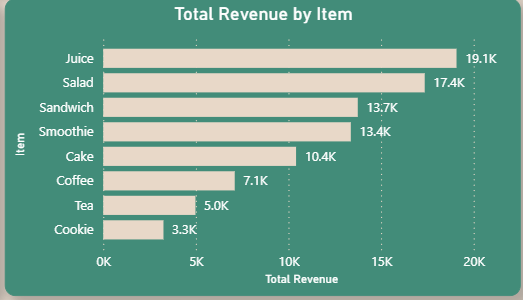 Total Revenue by Item
Item
Juice 19.1K
Salad 17.4K
Sandwich 13.7K
Smoothie 13.4K
Cake 10.4K
Coffee 7.1K
Tea 5.0K
Cookie 3.3K
0K 5K 10K 15K 20K
Total Revenue